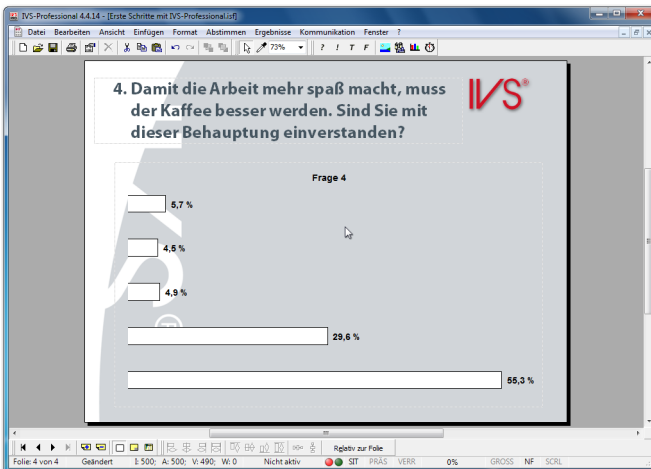 IVS-Professional 4.4.14 - [Erste Schritte mit IVS-Professional.isf]
Datei Bearbeiten Ansicht Einfügen Format Abstimmen Ergebnisse Kommunikation Fenster ?
73% ? ! T F
4. Damit die Arbeit mehr spaß macht, muss
der Kaffee besser werden. Sind Sie mit
dieser Behauptung einverstanden?
IVS®
Frage 4
5,7 %
4,5 %
4,9 %
29,6 %
55,3 %
Relativ zur Folie
Folie: 4 von 4 Geändert I: 500; A: 500; V: 490; W: 0 Nicht aktiv SIT PRÄS VERR 0% GROSS NF SCRL